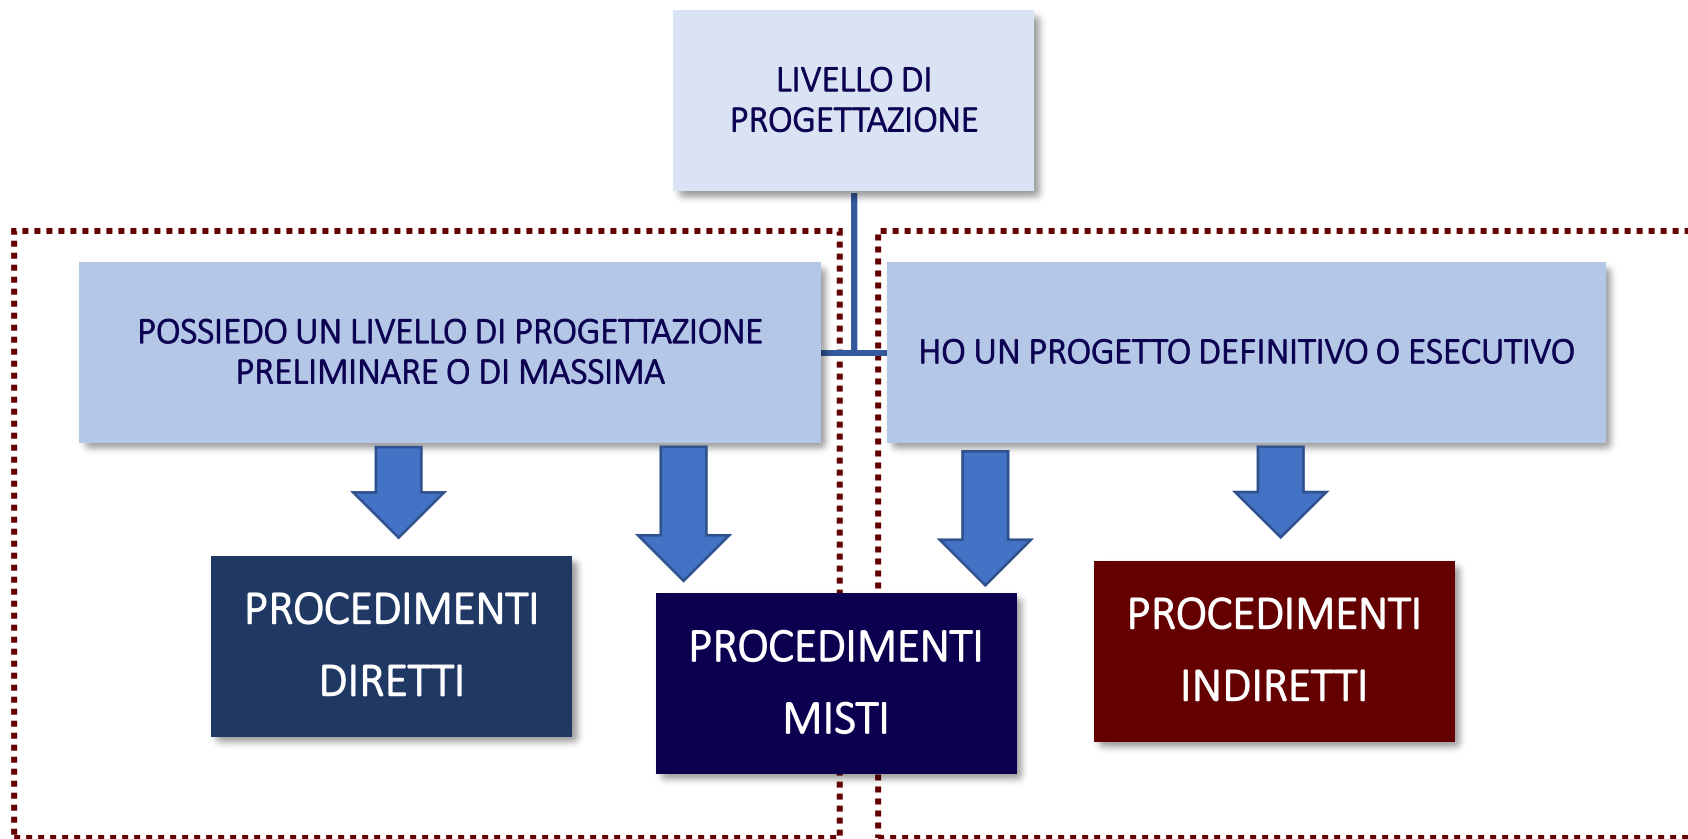 LIVELLO DI
PROGETTAZIONE
POSSIEDO UN LIVELLO DI PROGETTAZIONE
PRELIMINARE O DI MASSIMA
HO UN PROGETTO DEFINITIVO O ESECUTIVO
PROCEDIMENTI
DIRETTI
PROCEDIMENTI
MISTI
PROCEDIMENTI
INDIRETTI